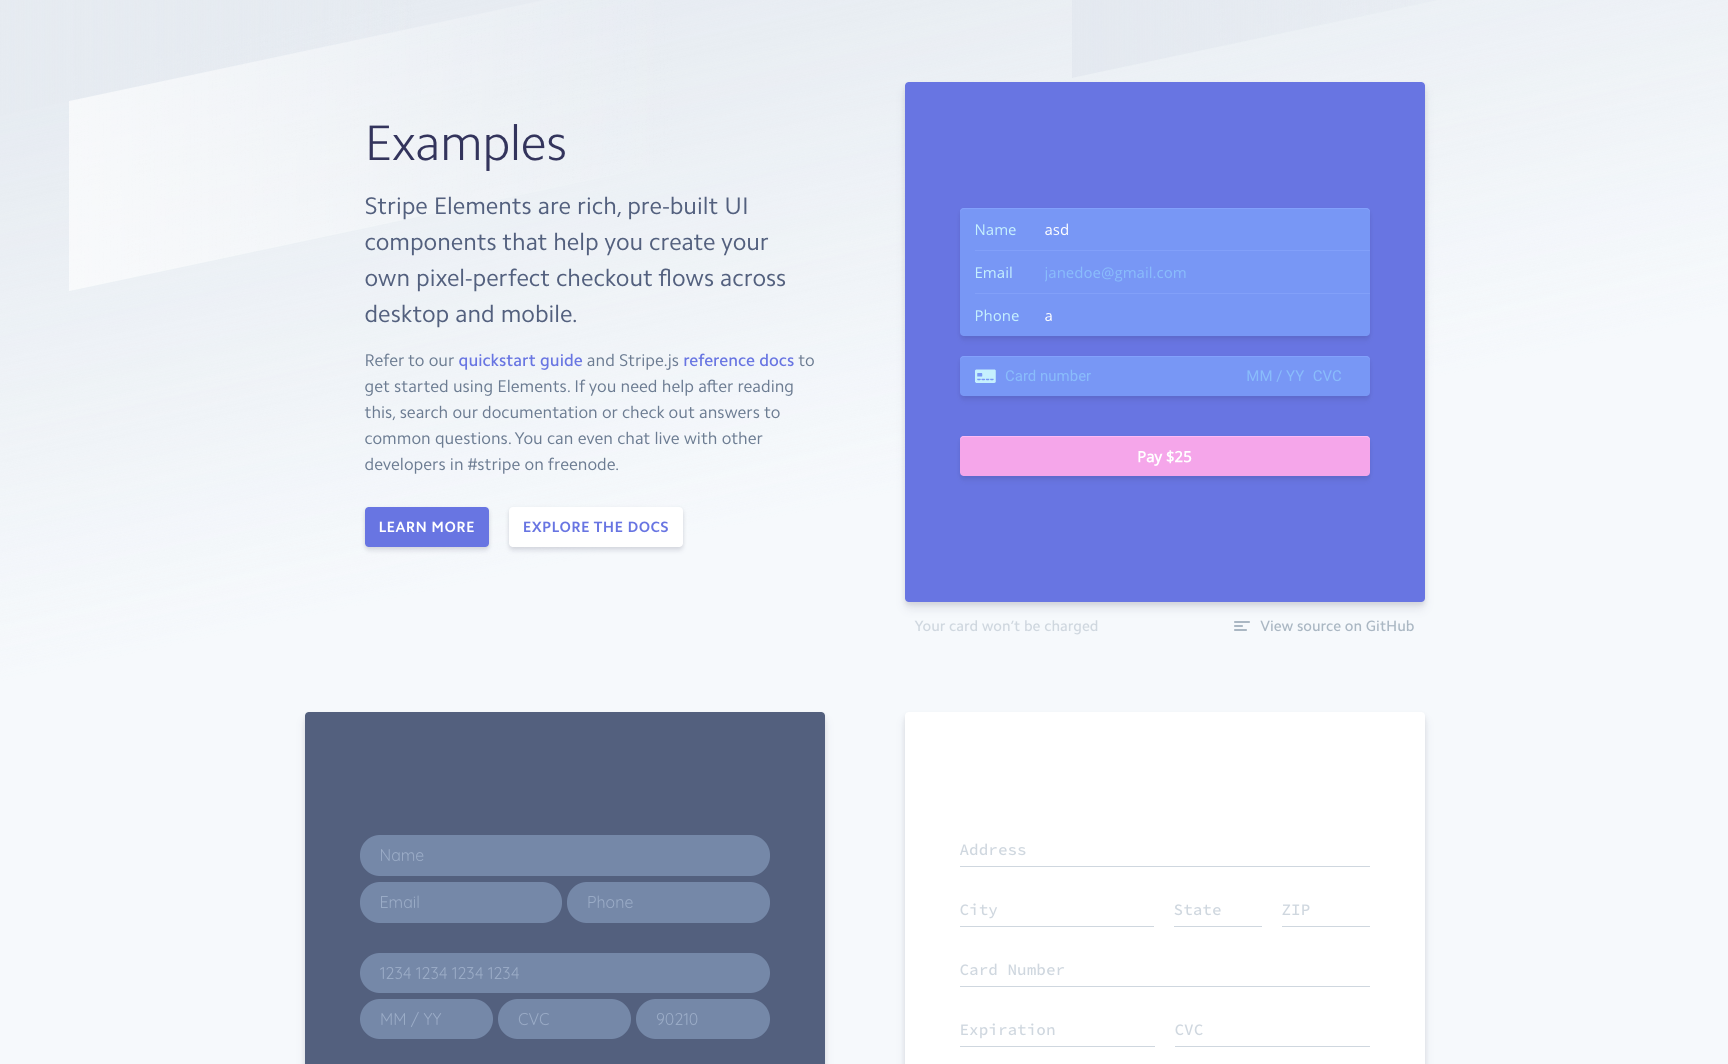 Examples
Stripe Elements are rich, pre-built UI
components that help you create your
own pixel-perfect checkout flows across
desktop and mobile.
Refer to our quickstart guide and Stripe.js reference docs to
get started using Elements. If you need help after reading
this, search our documentation or check out answers to
common questions. You can even chat live with other
developers in #stripe on freenode.
LEARN MORE EXPLORE THE DOCS
Name asd
Email janedoe@gmail.com
Phone a
Card number MM / YY CVC
Pay $25
Your card won't be charged View source on GitHub
Name
Email Phone
1234 1234 1234 1234
MM / YY CVC 90210
Address
City State ZIP
Card Number
Expiration CVC